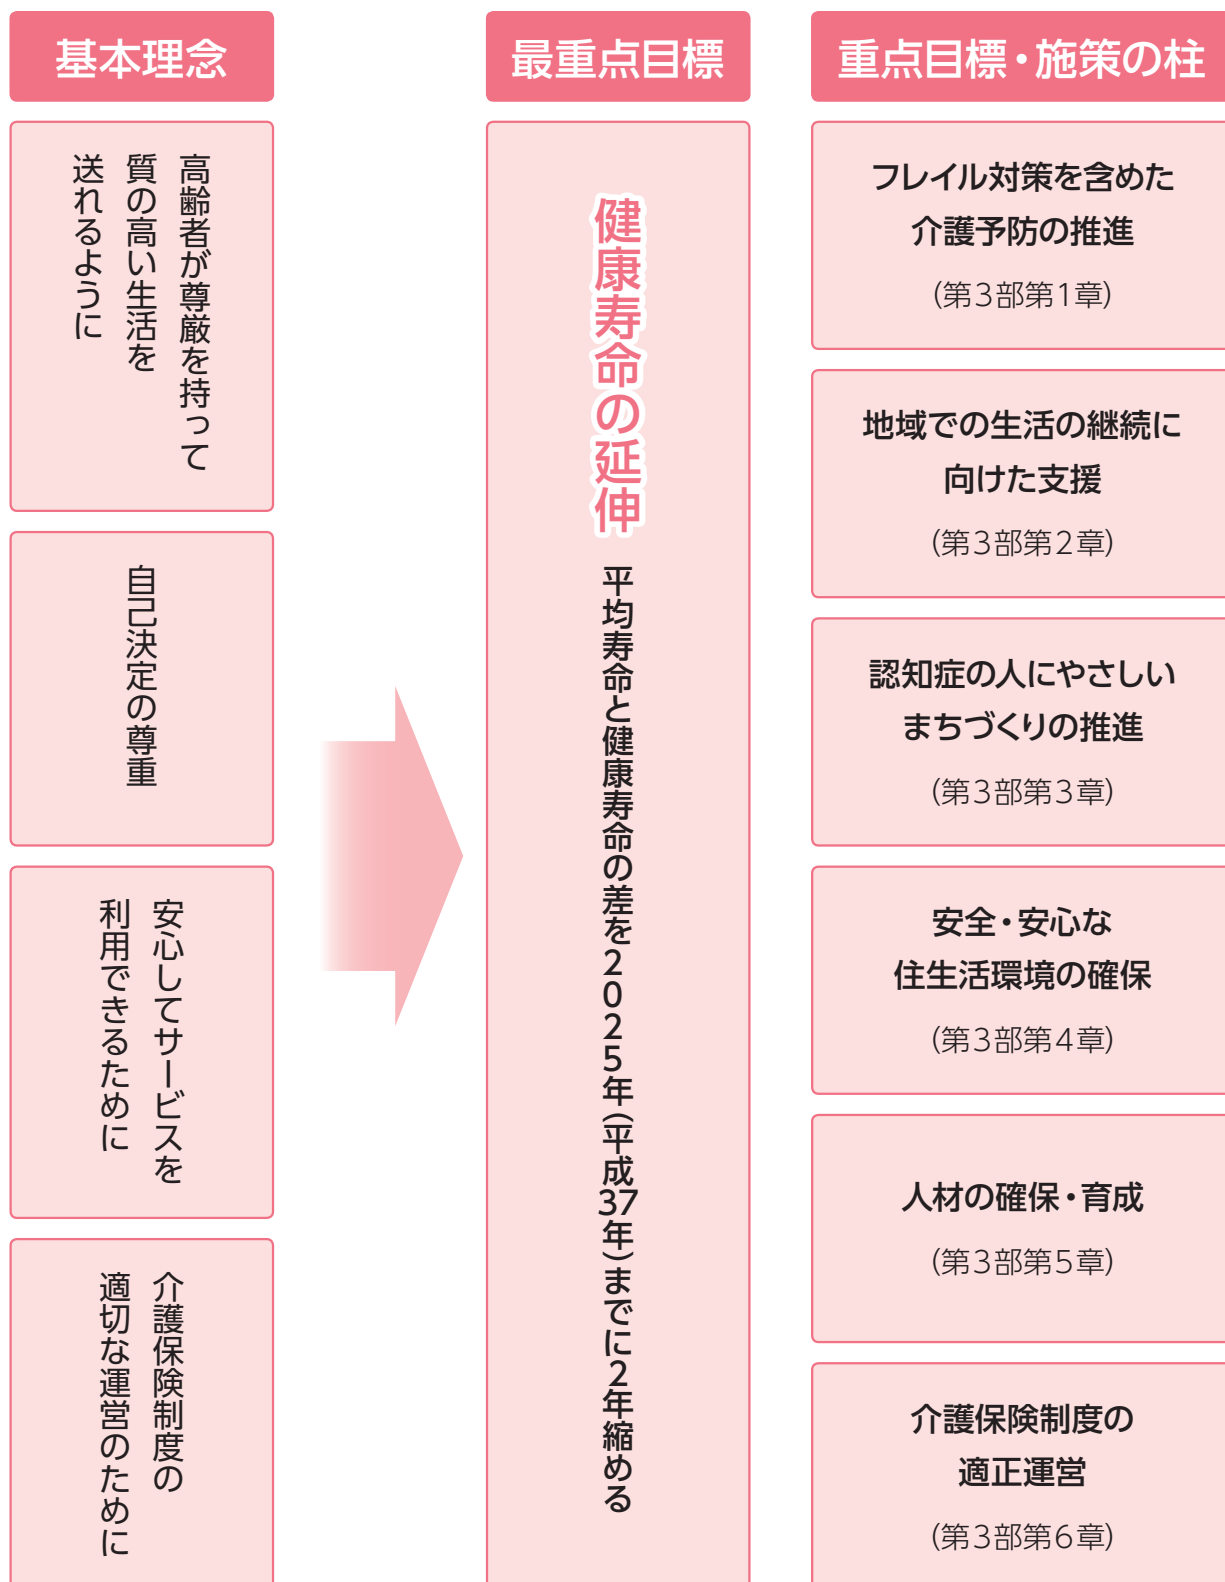 基本理念
高齢者が尊厳を持って
質の高い生活を
送れるように
自己決定の尊重
安心してサービスを
利用できるために
介護保険制度の
適切な運営のために
最重点目標
健康寿命の延伸
平均寿命と健康寿命の差を2025年(平成37年)までに2年縮める
重点目標・施策の柱
フレイル対策を含めた
介護予防の推進
(第3部第1章)
地域での生活の継続に
向けた支援
(第3部第2章)
認知症の人にやさしい
まちづくりの推進
(第3部第3章)
安全・安心な
住生活環境の確保
(第3部第4章)
人材の確保・育成
(第3部第5章)
介護保険制度の
適正運営
(第3部第6章)